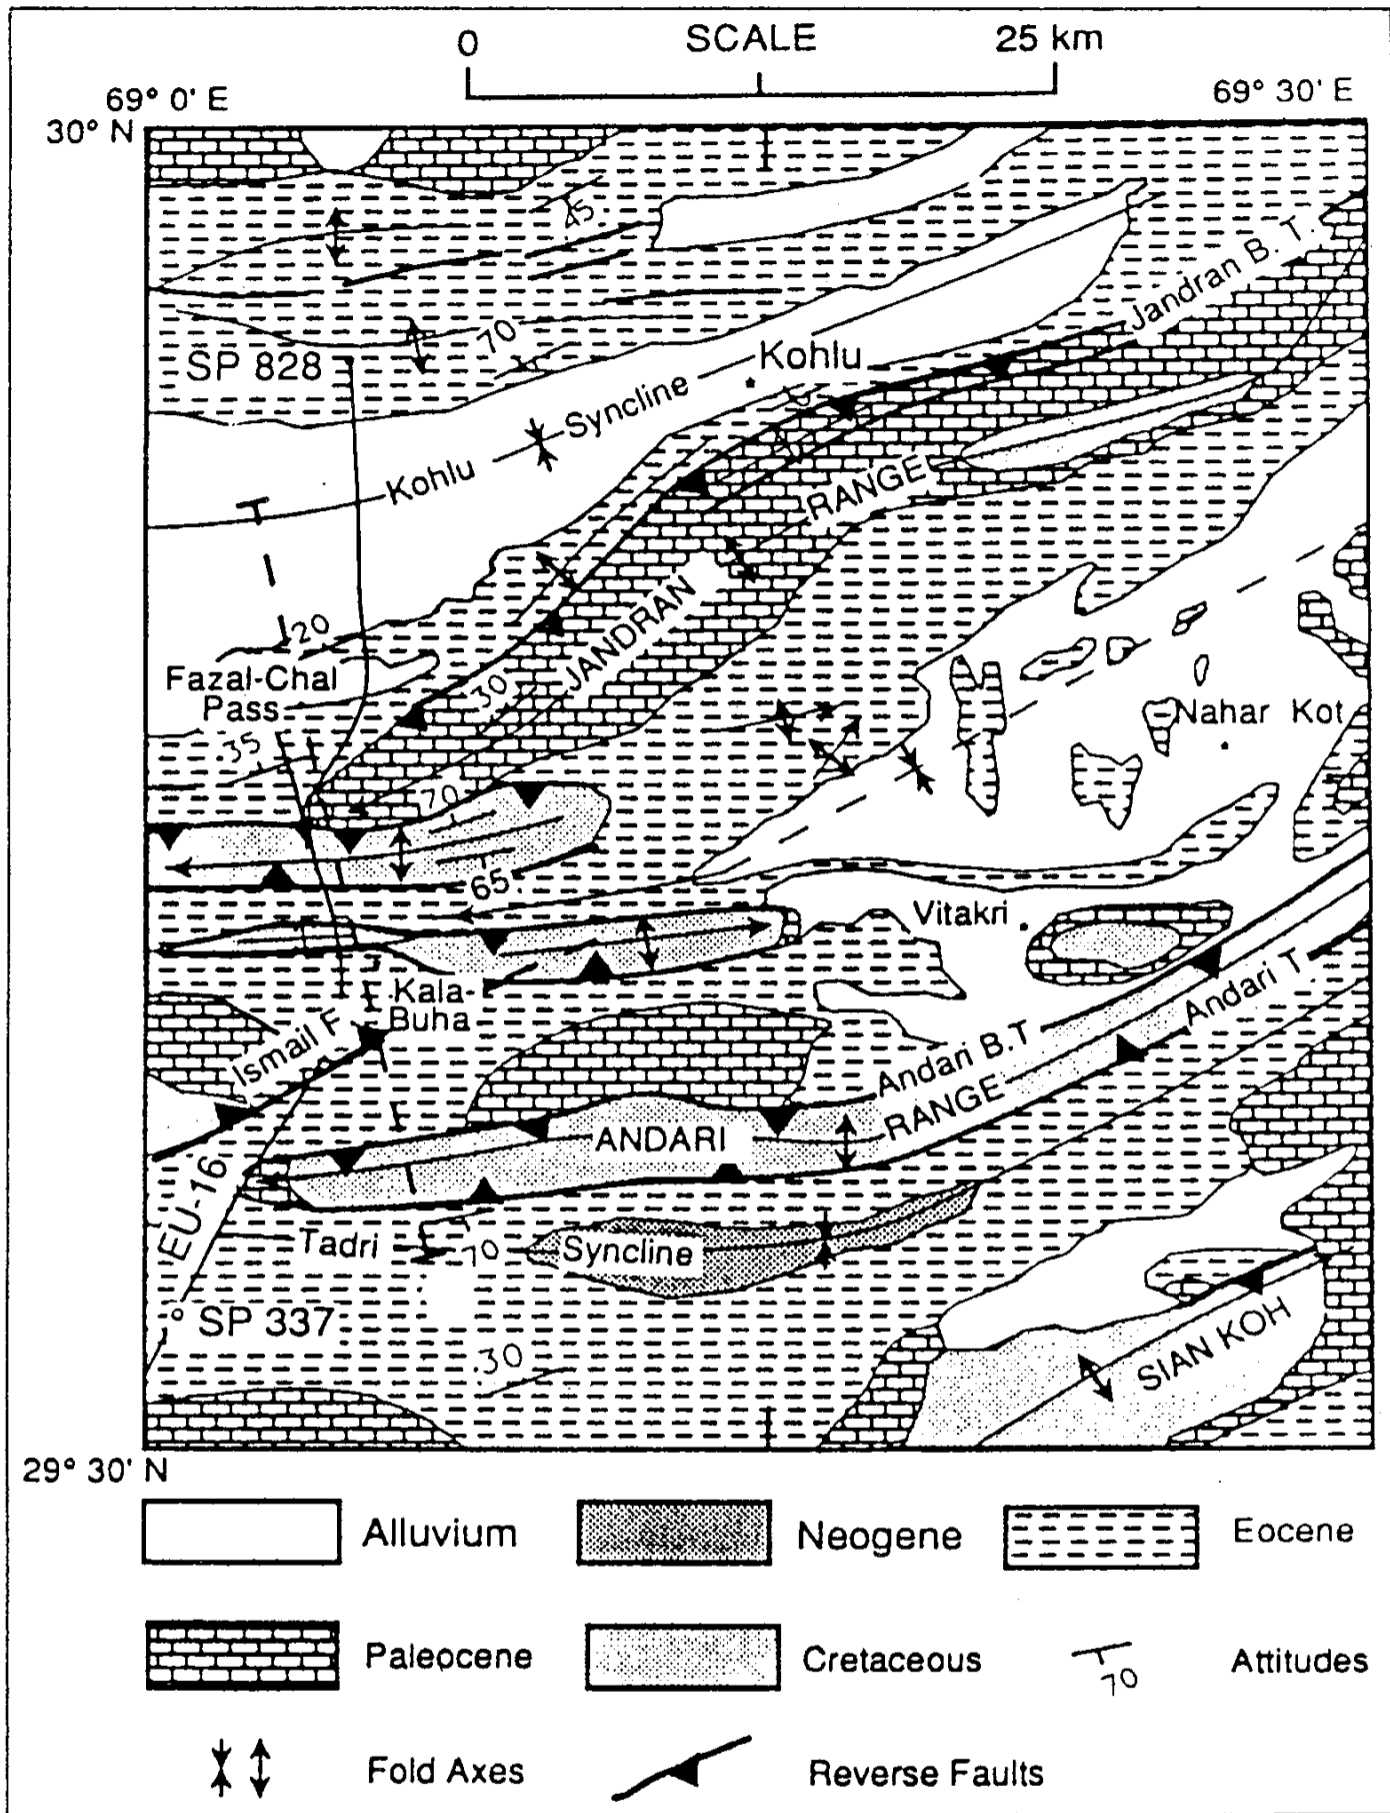 0 SCALE 25 km
69° 0' E
69° 30' E
30° N
45
Jandran B. T.
70
SP 828
Kohlu
Kohlu Syncline
RANGE
20
Fazal-Chal
Pass
JANDRAN
30
Nahar Kot
35
70
65
Vitakri
Kala-
Buha
Ismail F
Andari B.T
Andari T.
RANGE
ANDARI
EU-16
Tadri
70
Syncline
SP 337
SIAN KOH
30
29° 30' N
Alluvium
Neogene
Eocene
Paleocene
Cretaceous
70
Attitudes
Fold Axes
Reverse Faults